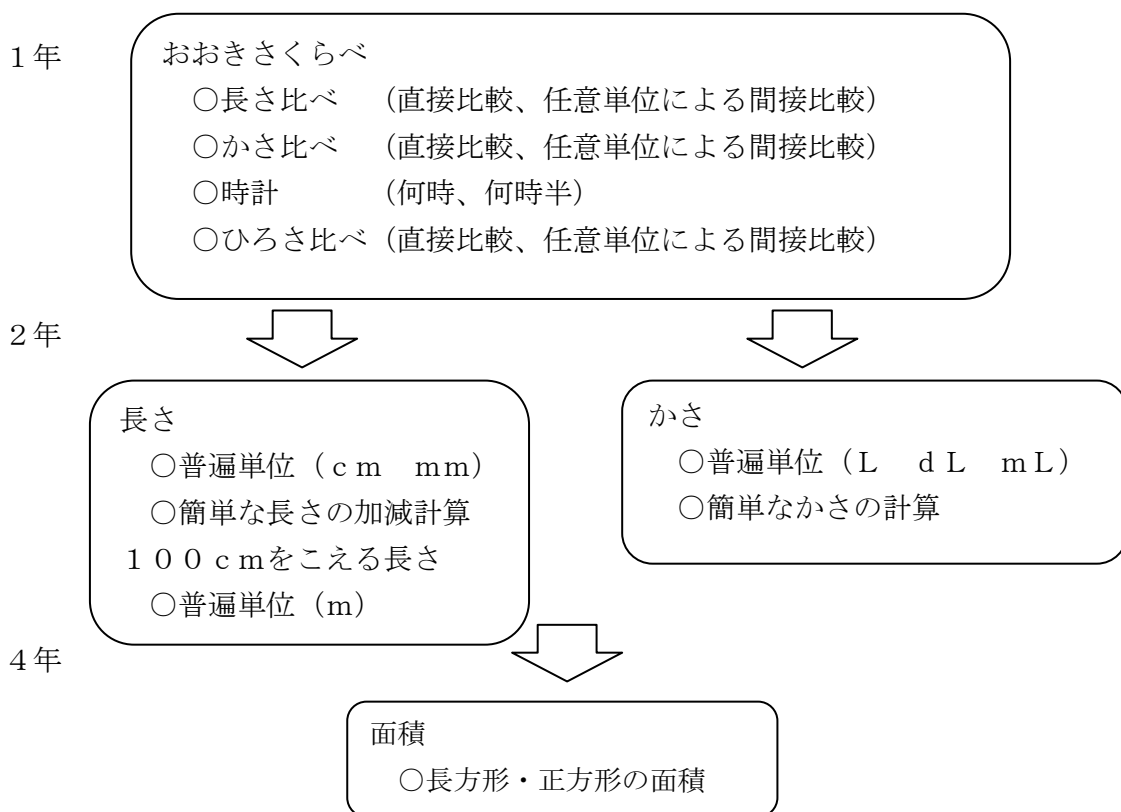 １年
おおきさくらべ
○長さ比べ　（直接比較、任意単位による間接比較）
○かさ比べ　（直接比較、任意単位による間接比較）
○時計　　　（何時、何時半）
○ひろさ比べ（直接比較、任意単位による間接比較）
２年
長さ
○普遍単位（ｃｍ　ｍｍ）
○簡単な長さの加減計算
１００ｃｍをこえる長さ
○普遍単位（ｍ）
かさ
○普遍単位（Ｌ　ｄＬ　ｍＬ）
○簡単なかさの計算
４年
面積
○長方形・正方形の面積